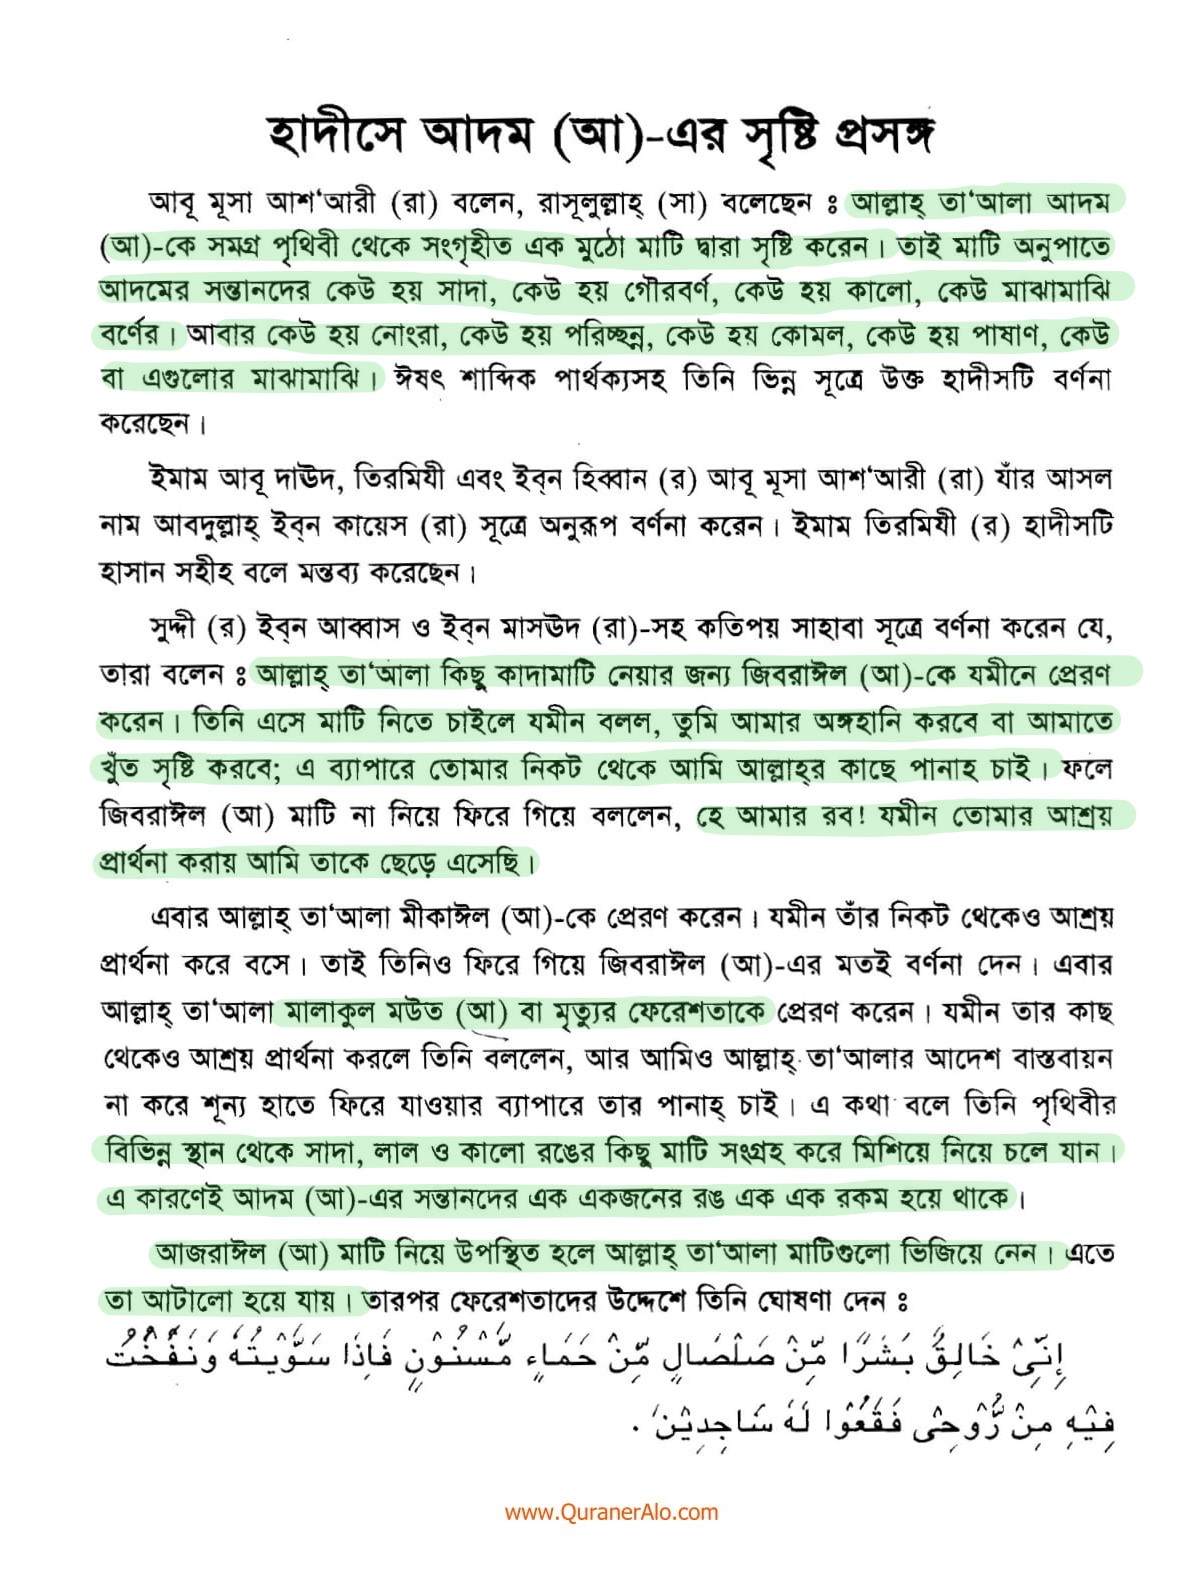 হাদীসে আদম (আ)-এর সৃষ্টি প্রসঙ্গ
আবূ মূসা আশ‘আরী (রা) বলেন, রাসূলুল্লাহ্ (সা) বলেছেন ঃ আল্লাহ্ তা‘আলা আদম
(আ)-কে সমগ্র পৃথিবী থেকে সংগৃহীত এক মুঠো মাটি দ্বারা সৃষ্টি করেন। তাই মাটি অনুপাতে
আদমের সন্তানদের কেউ হয় সাদা, কেউ হয় গৌরবর্ণ, কেউ হয় কালো, কেউ মাঝামাঝি
বর্ণের। আবার কেউ হয় নোংরা, কেউ হয় পরিচ্ছন্ন, কেউ হয় কোমল, কেউ হয় পাষাণ, কেউ
বা এগুলোর মাঝামাঝি। ঈষৎ শাব্দিক পার্থক্যসহ তিনি ভিন্ন সূত্রে উক্ত হাদীসটি বর্ণনা
করেছেন।
ইমাম আবূ দাঊদ, তিরমিযী এবং ইব্‌ন হিব্বান (র) আবূ মূসা আশ‘আরী (রা) যাঁর আসল
নাম আবদুল্লাহ্ ইব্‌ন কায়েস (রা) সূত্রে অনুরূপ বর্ণনা করেন। ইমাম তিরমিযী (র) হাদীসটি
হাসান সহীহ বলে মন্তব্য করেছেন।
সুদ্দী (র) ইব্‌ন আব্বাস ও ইব্‌ন মাসঊদ (রা)-সহ কতিপয় সাহাবা সূত্রে বর্ণনা করেন যে,
তারা বলেন ঃ আল্লাহ্ তা‘আলা কিছু কাদামাটি নেয়ার জন্য জিবরাঈল (আ)-কে যমীনে প্রেরণ
করেন। তিনি এসে মাটি নিতে চাইলে যমীন বলল, তুমি আমার অঙ্গহানি করবে বা আমাতে
খুঁত সৃষ্টি করবে; এ ব্যাপারে তোমার নিকট থেকে আমি আল্লাহ্‌র কাছে পানাহ চাই। ফলে
জিবরাঈল (আ) মাটি না নিয়ে ফিরে গিয়ে বললেন, হে আমার রব! যমীন তোমার আশ্রয়
প্রার্থনা করায় আমি তাকে ছেড়ে এসেছি।
এবার আল্লাহ্ তা‘আলা মীকাঈল (আ)-কে প্রেরণ করেন। যমীন তাঁর নিকট থেকেও আশ্রয়
প্রার্থনা করে বসে। তাই তিনিও ফিরে গিয়ে জিবরাঈল (আ)-এর মতই বর্ণনা দেন। এবার
আল্লাহ্ তা‘আলা মালাকুল মউত (আ) বা মৃত্যুর ফেরেশতাকে প্রেরণ করেন। যমীন তার কাছ
থেকেও আশ্রয় প্রার্থনা করলে তিনি বললেন, আর আমিও আল্লাহ্ তা‘আলার আদেশ বাস্তবায়ন
না করে শূন্য হাতে ফিরে যাওয়ার ব্যাপারে তার পানাহ্ চাই। এ কথা বলে তিনি পৃথিবীর
বিভিন্ন স্থান থেকে সাদা, লাল ও কালো রঙের কিছু মাটি সংগ্রহ করে মিশিয়ে নিয়ে চলে যান।
এ কারণেই আদম (আ)-এর সন্তানদের এক একজনের রঙ এক এক রকম হয়ে থাকে।
আজরাঈল (আ) মাটি নিয়ে উপস্থিত হলে আল্লাহ্ তা‘আলা মাটিগুলো ভিজিয়ে নেন। এতে
তা আটালো হয়ে যায়। তারপর ফেরেশতাদের উদ্দেশে তিনি ঘোষণা দেন ঃ
إِنِّىْ خَالِقٌ بَشَرًا مِّنْ صَلْصَالٍ مِّنْ حَمَاءٍ مَّسْنُوْنٍ فَاِذَا سَوَّيْتُهُ وَنَفَخْتُ
فِيْهِ مِنْ رُّوْحِىْ فَقَعُوْا لَهُ سَاجِدِيْنَ .
www.QuranerAlo.com